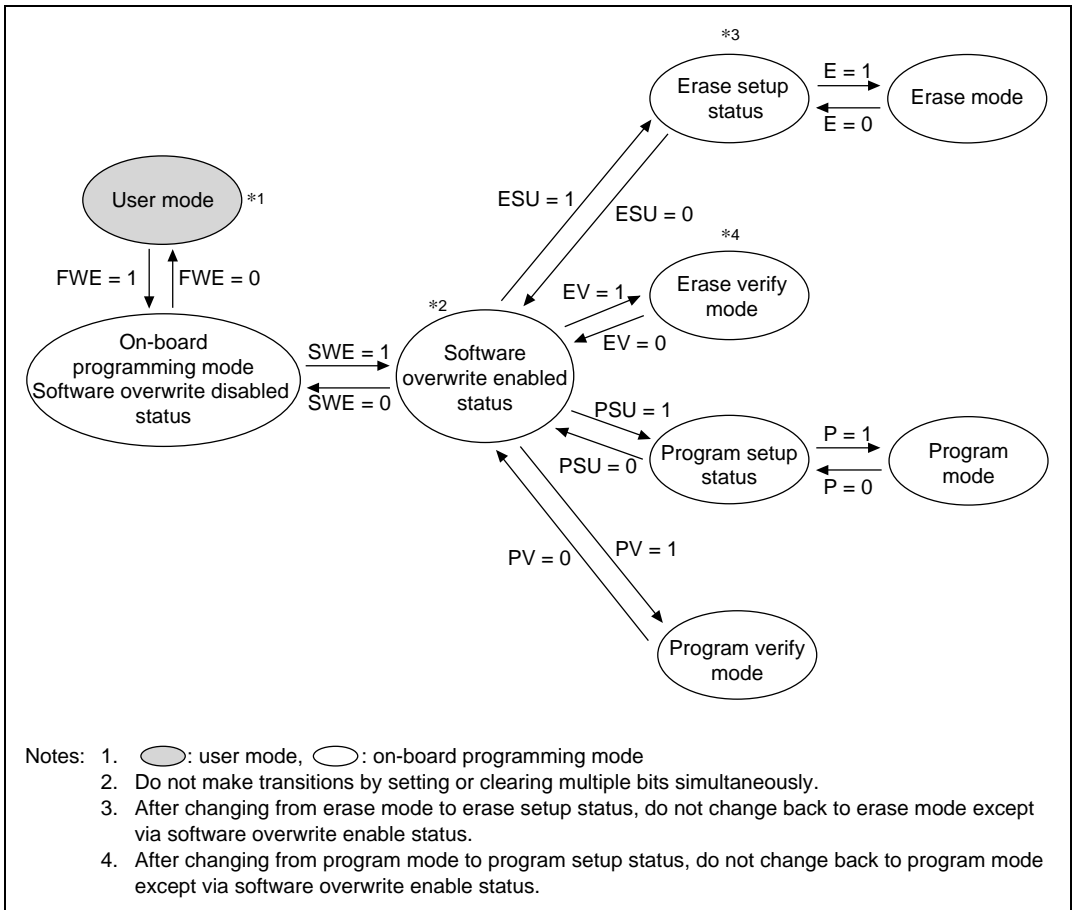 *3
Erase setup
status
E = 1
E = 0
Erase mode
User mode
*1
ESU = 1
ESU = 0
*4
FWE = 1
FWE = 0
EV = 1
Erase verify
mode
*2
EV = 0
On-board
programming mode
Software overwrite disabled
status
SWE = 1
SWE = 0
Software
overwrite enabled
status
PSU = 1
PSU = 0
Program setup
status
P = 1
P = 0
Program
mode
PV = 0
PV = 1
Program verify
mode
Notes: 1. : user mode, : on-board programming mode
2. Do not make transitions by setting or clearing multiple bits simultaneously.
3. After changing from erase mode to erase setup status, do not change back to erase mode except
via software overwrite enable status.
4. After changing from program mode to program setup status, do not change back to program mode
except via software overwrite enable status.